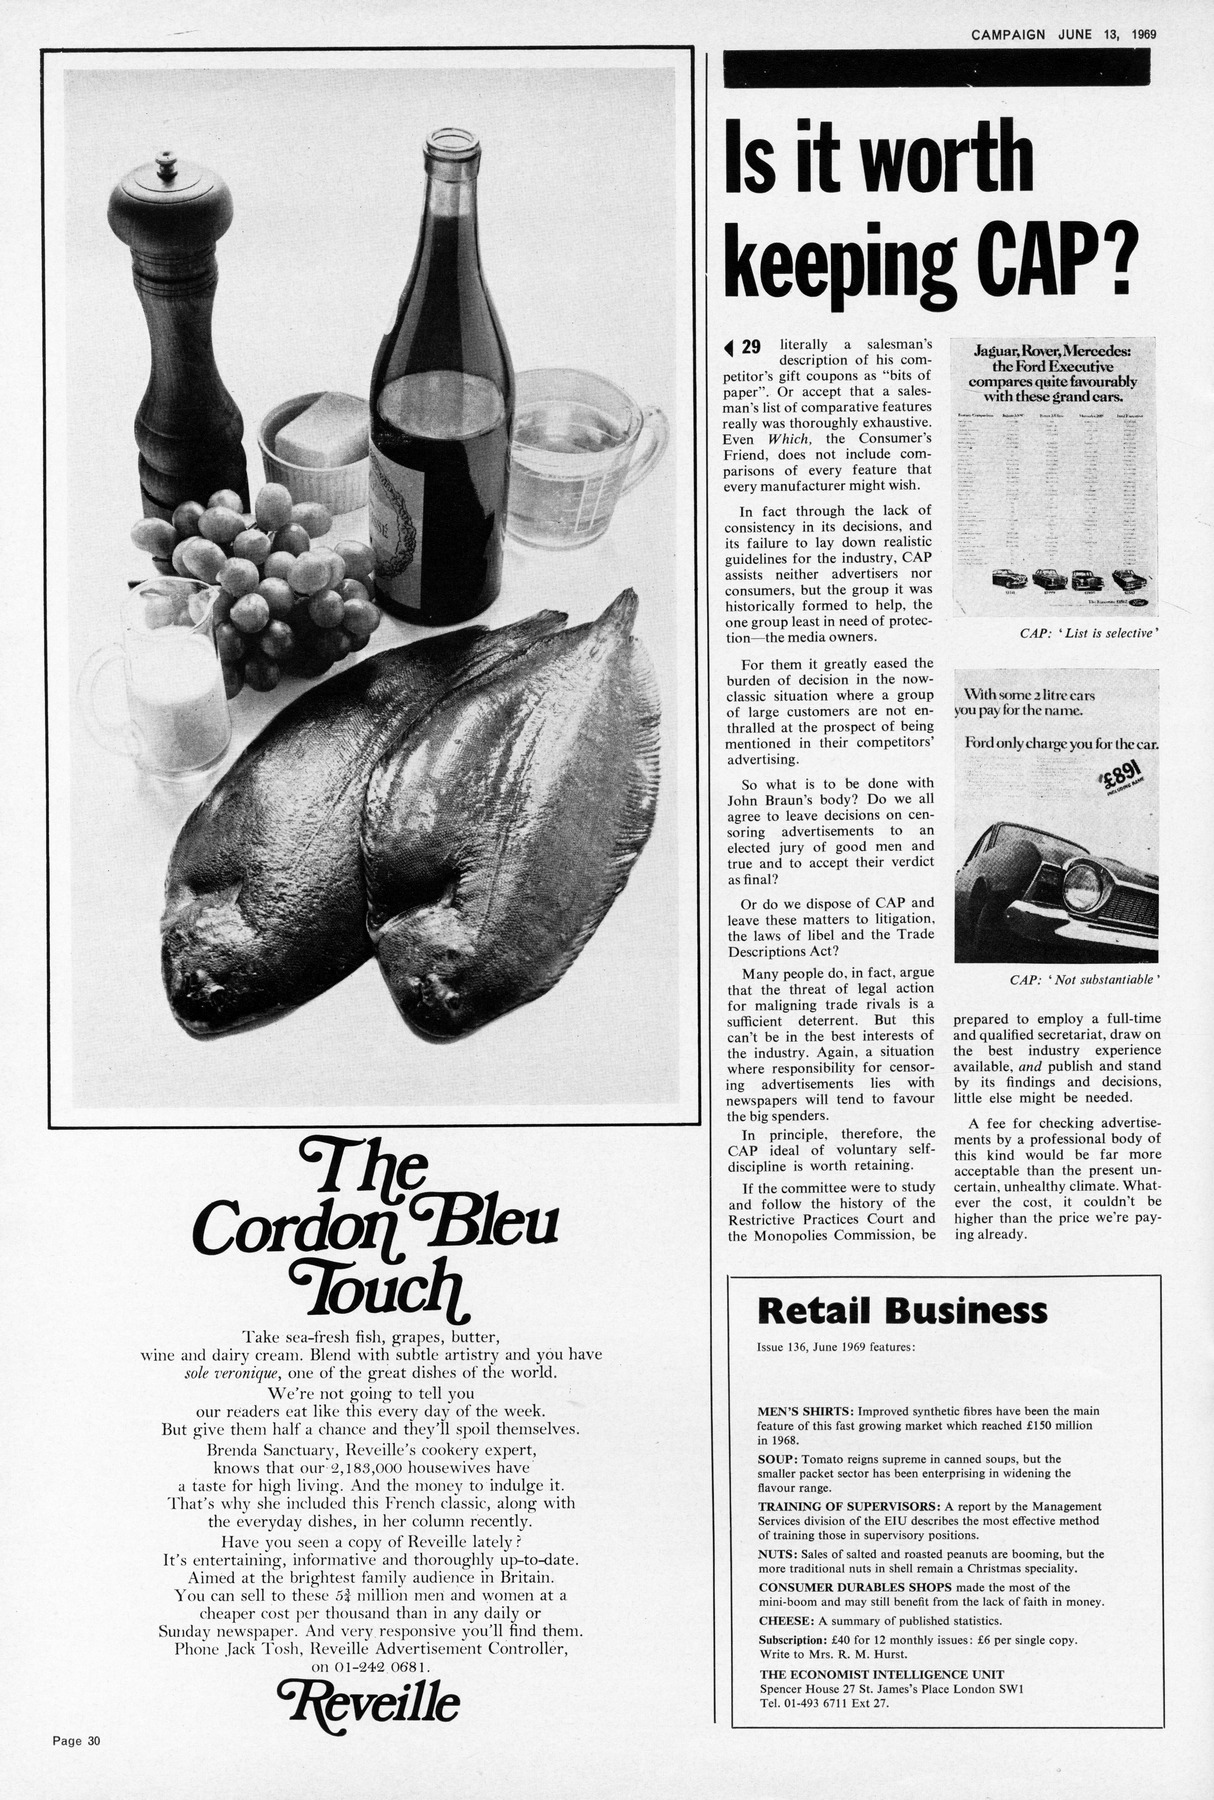 CAMPAIGN JUNE 13, 1969
Is it worth
keeping CAP?
29 literally a salesman's
description of his com-
petitor's gift coupons as “bits of
paper”. Or accept that a sales-
man's list of comparative features
really was thoroughly exhaustive.
Even Which, the Consumer's
Friend, does not include com-
parisons of every feature that
every manufacturer might wish.
In fact through the lack of
consistency in its decisions, and
its failure to lay down realistic
guidelines for the industry, CAP
assists neither advertisers nor
consumers, but the group it was
historically formed to help, the
one group least in need of protec-
tion—the media owners.
For them it greatly eased the
burden of decision in the now-
classic situation where a group
of large customers are not en-
thralled at the prospect of being
mentioned in their competitors'
advertising.
So what is to be done with
John Braun's body? Do we all
agree to leave decisions on cen-
soring advertisements to an
elected jury of good men and
true and to accept their verdict
as final?
Or do we dispose of CAP and
leave these matters to litigation,
the laws of libel and the Trade
Descriptions Act?
Many people do, in fact, argue
that the threat of legal action
for maligning trade rivals is a
sufficient deterrent. But this
can't be in the best interests of
the industry. Again, a situation
where responsibility for censor-
ing advertisements lies with
newspapers will tend to favour
the big spenders.
In principle, therefore, the
CAP ideal of voluntary self-
discipline is worth retaining.
If the committee were to study
and follow the history of the
Restrictive Practices Court and
the Monopolies Commission, be
Jaguar, Rover, Mercedes:
the Ford Executive
compares quite favourably
with these grand cars.
Ford
CAP: ‘List is selective’
With some 2 litre cars
you pay for the name.
Ford only charge you for the car.
£891
INCLUDING NAME
CAP: ‘Not substantiable’
prepared to employ a full-time
and qualified secretariat, draw on
the best industry experience
available, and publish and stand
by its findings and decisions,
little else might be needed.
A fee for checking advertise-
ments by a professional body of
this kind would be far more
acceptable than the present un-
certain, unhealthy climate. What-
ever the cost, it couldn't be
higher than the price we're pay-
ing already.
The
Cordon Bleu
Touch
Take sea-fresh fish, grapes, butter,
wine and dairy cream. Blend with subtle artistry and you have
sole veronique, one of the great dishes of the world.
We're not going to tell you
our readers eat like this every day of the week.
But give them half a chance and they'll spoil themselves.
Brenda Sanctuary, Reveille's cookery expert,
knows that our 2,183,000 housewives have
a taste for high living. And the money to indulge it.
That's why she included this French classic, along with
the everyday dishes, in her column recently.
Have you seen a copy of Reveille lately?
It's entertaining, informative and thoroughly up-to-date.
Aimed at the brightest family audience in Britain.
You can sell to these 5¾ million men and women at a
cheaper cost per thousand than in any daily or
Sunday newspaper. And very responsive you'll find them.
Phone Jack Tosh, Reveille Advertisement Controller,
on 01-242 0681.
Reveille
Page 30
Retail Business
Issue 136, June 1969 features:
MEN'S SHIRTS: Improved synthetic fibres have been the main
feature of this fast growing market which reached £150 million
in 1968.
SOUP: Tomato reigns supreme in canned soups, but the
smaller packet sector has been enterprising in widening the
flavour range.
TRAINING OF SUPERVISORS: A report by the Management
Services division of the EIU describes the most effective method
of training those in supervisory positions.
NUTS: Sales of salted and roasted peanuts are booming, but the
more traditional nuts in shell remain a Christmas speciality.
CONSUMER DURABLES SHOPS made the most of the
mini-boom and may still benefit from the lack of faith in money.
CHEESE: A summary of published statistics.
Subscription: £40 for 12 monthly issues: £6 per single copy.
Write to Mrs. R. M. Hurst.
THE ECONOMIST INTELLIGENCE UNIT
Spencer House 27 St. James's Place London SW1
Tel. 01-493 6711 Ext 27.